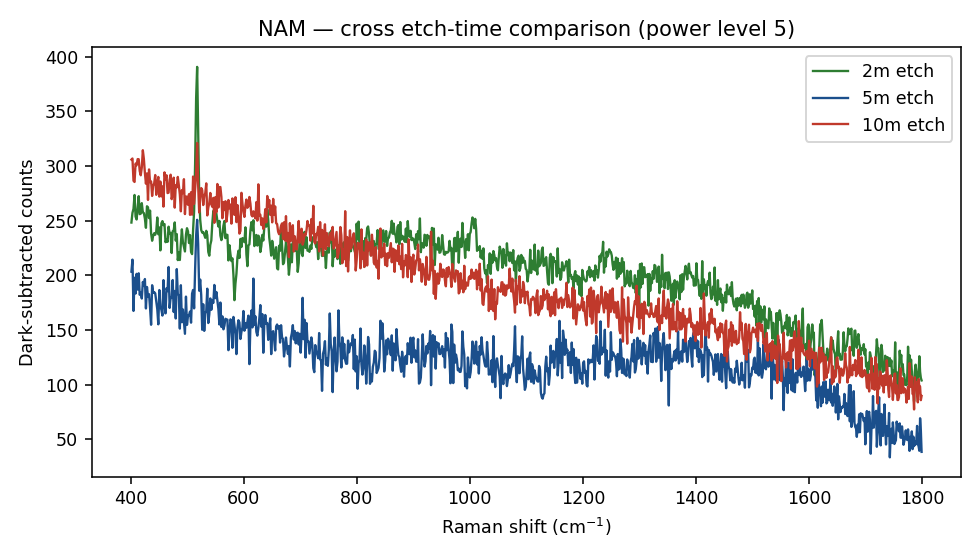 NAM — cross etch-time comparison (power level 5)
400
350
300
250
200
150
100
50
Dark-subtracted counts
2m etch
5m etch
10m etch
400 600 800 1000 1200 1400 1600 1800
Raman shift (cm⁻¹)